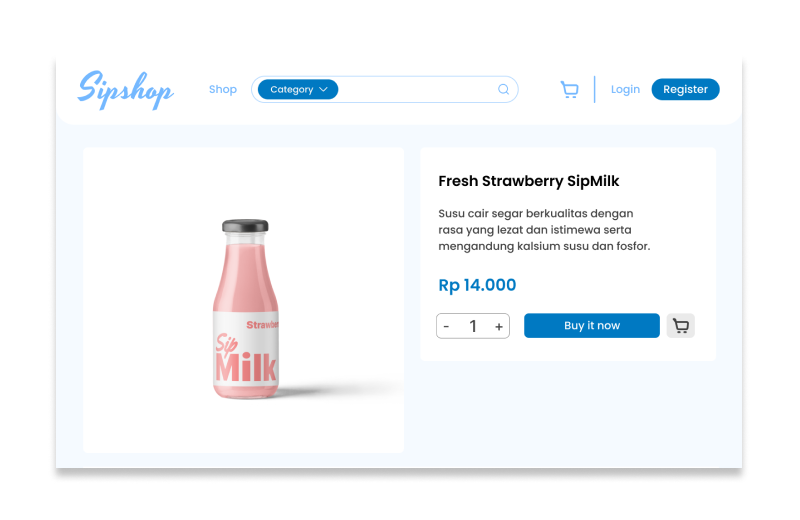 Sipshop
Shop
Category
Login
Register
Fresh Strawberry SipMilk
Susu cair segar berkualitas dengan
rasa yang lezat dan istimewa serta
mengandung kalsium susu dan fosfor.
Rp 14.000
- 1 +
Buy it now
Strawber
Sip
Milk